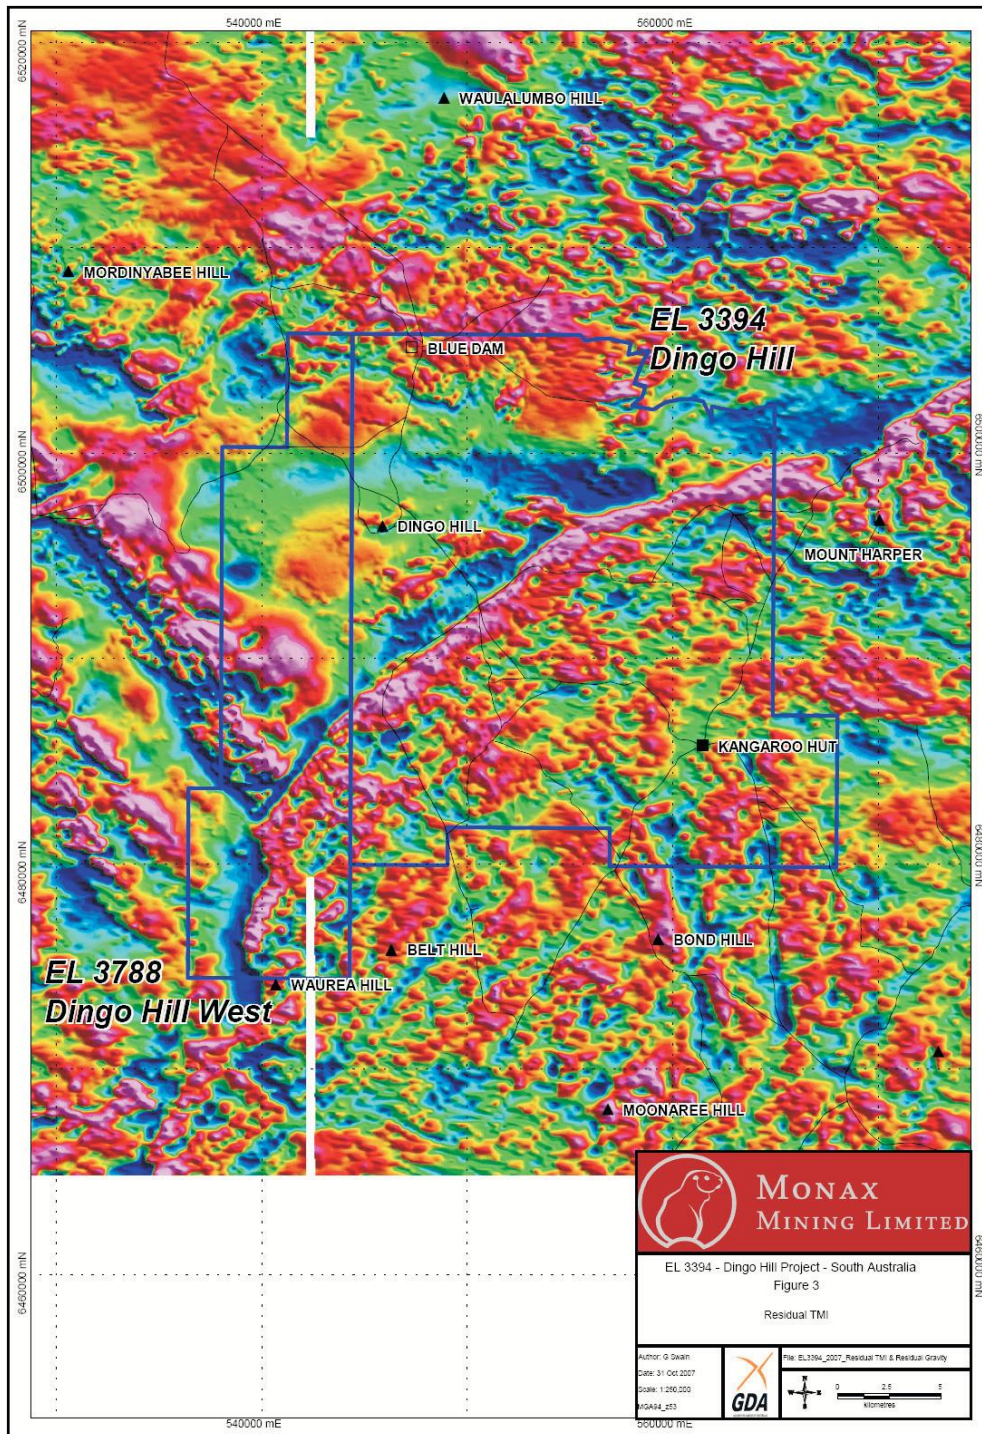 540000 mE
560000 mE
6520000 mN
WAULALUMBO HILL
MORDINYABEE HILL
EL 3394
Dingo Hill
BLUE DAM
6500000 mN
6500000 mN
DINGO HILL
MOUNT HARPER
KANGAROO HUT
6480000 mN
6480000 mN
BELT HILL
BOND HILL
EL 3788
Dingo Hill West
WAUREA HILL
MOONAREE HILL
MONAX
MINING LIMITED
6460000 mN
6460000 mN
EL 3394 - Dingo Hill Project - South Australia
Figure 3
Residual TMI
Author: G Swain
Date: 31 Oct 2007
Scale: 1:250,000
MGA94_z53
GDA
File: EL3394_2007_Residual TMI & Residual Gravity
N
W
E
S
0 2.5 5
kilometres
540000 mE
560000 mE